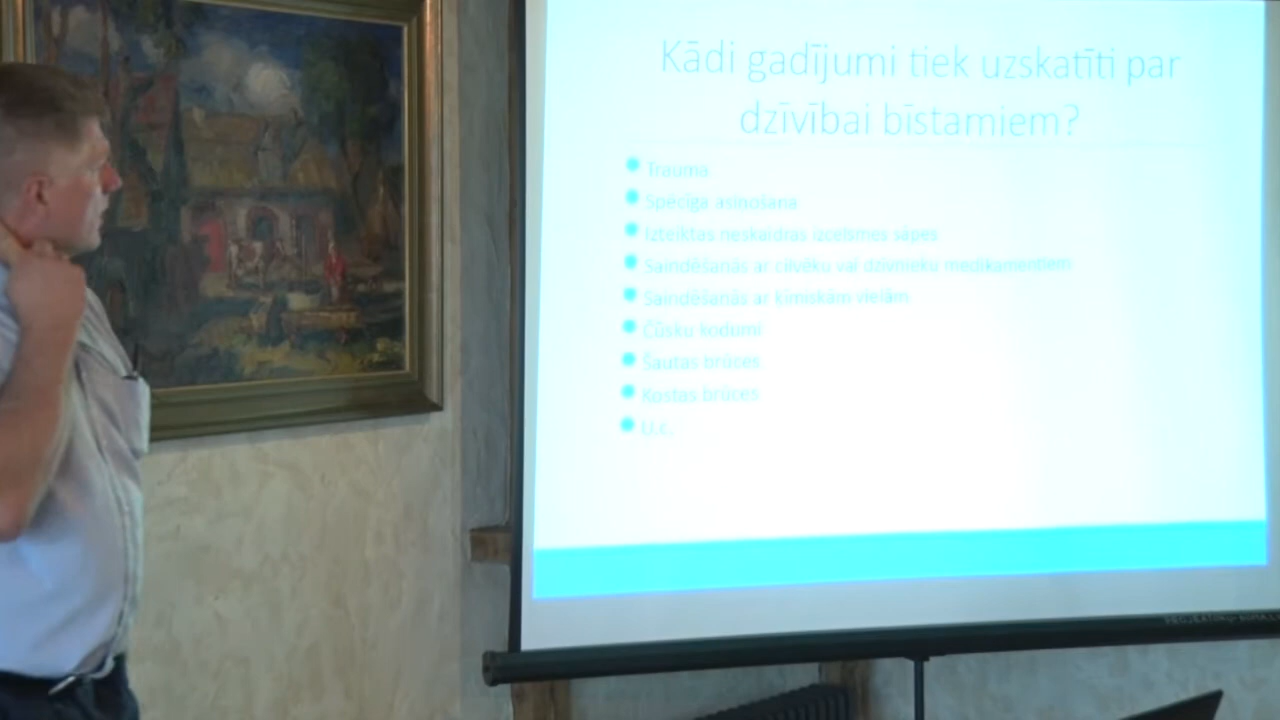 Kādi gadījumi tiek uzskatīti par
dzīvībai bīstamiem?
Trauma
Spēcīga asiņošana
Izteiktas neskaidras izcelsmes sāpes
Saindēšanās ar cilvēku vai dzīvnieku medikamentiem
Saindēšanās ar ķīmiskām vielām
Čūsku kodumi
Šautas brūces
Kostas brūces
U.c.